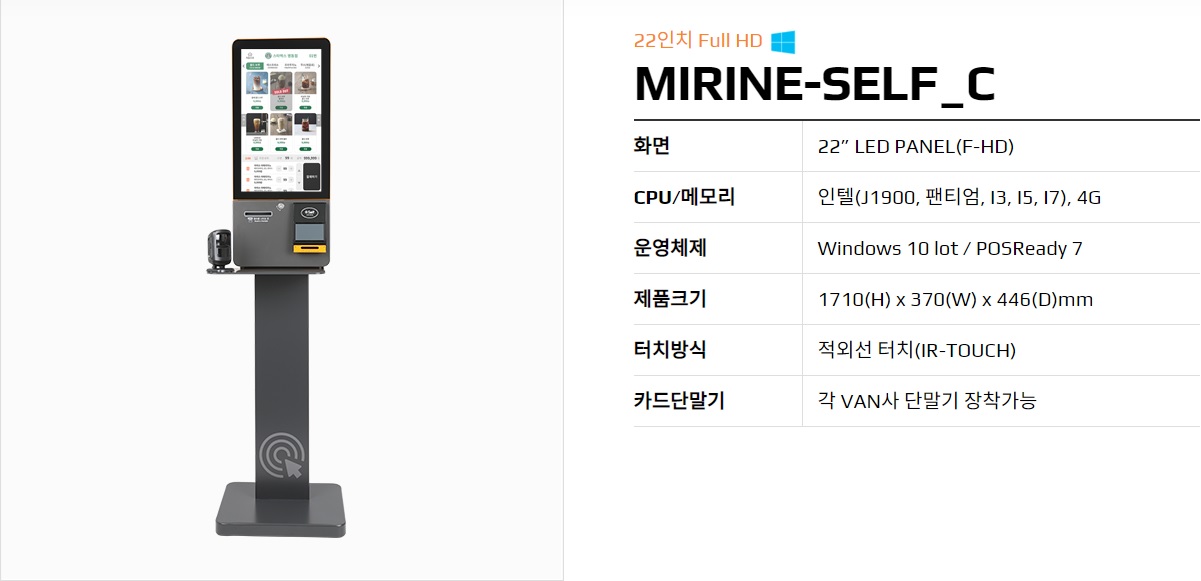 22인치 Full HD
MIRINE-SELF_C
화면 22” LED PANEL(F-HD)
CPU/메모리 인텔(J1900, 팬티엄, I3, I5, I7), 4G
운영체제 Windows 10 lot / POSReady 7
제품크기 1710(H) x 370(W) x 446(D)mm
터치방식 적외선 터치(IR-TOUCH)
카드단말기 각 VAN사 단말기 장착가능